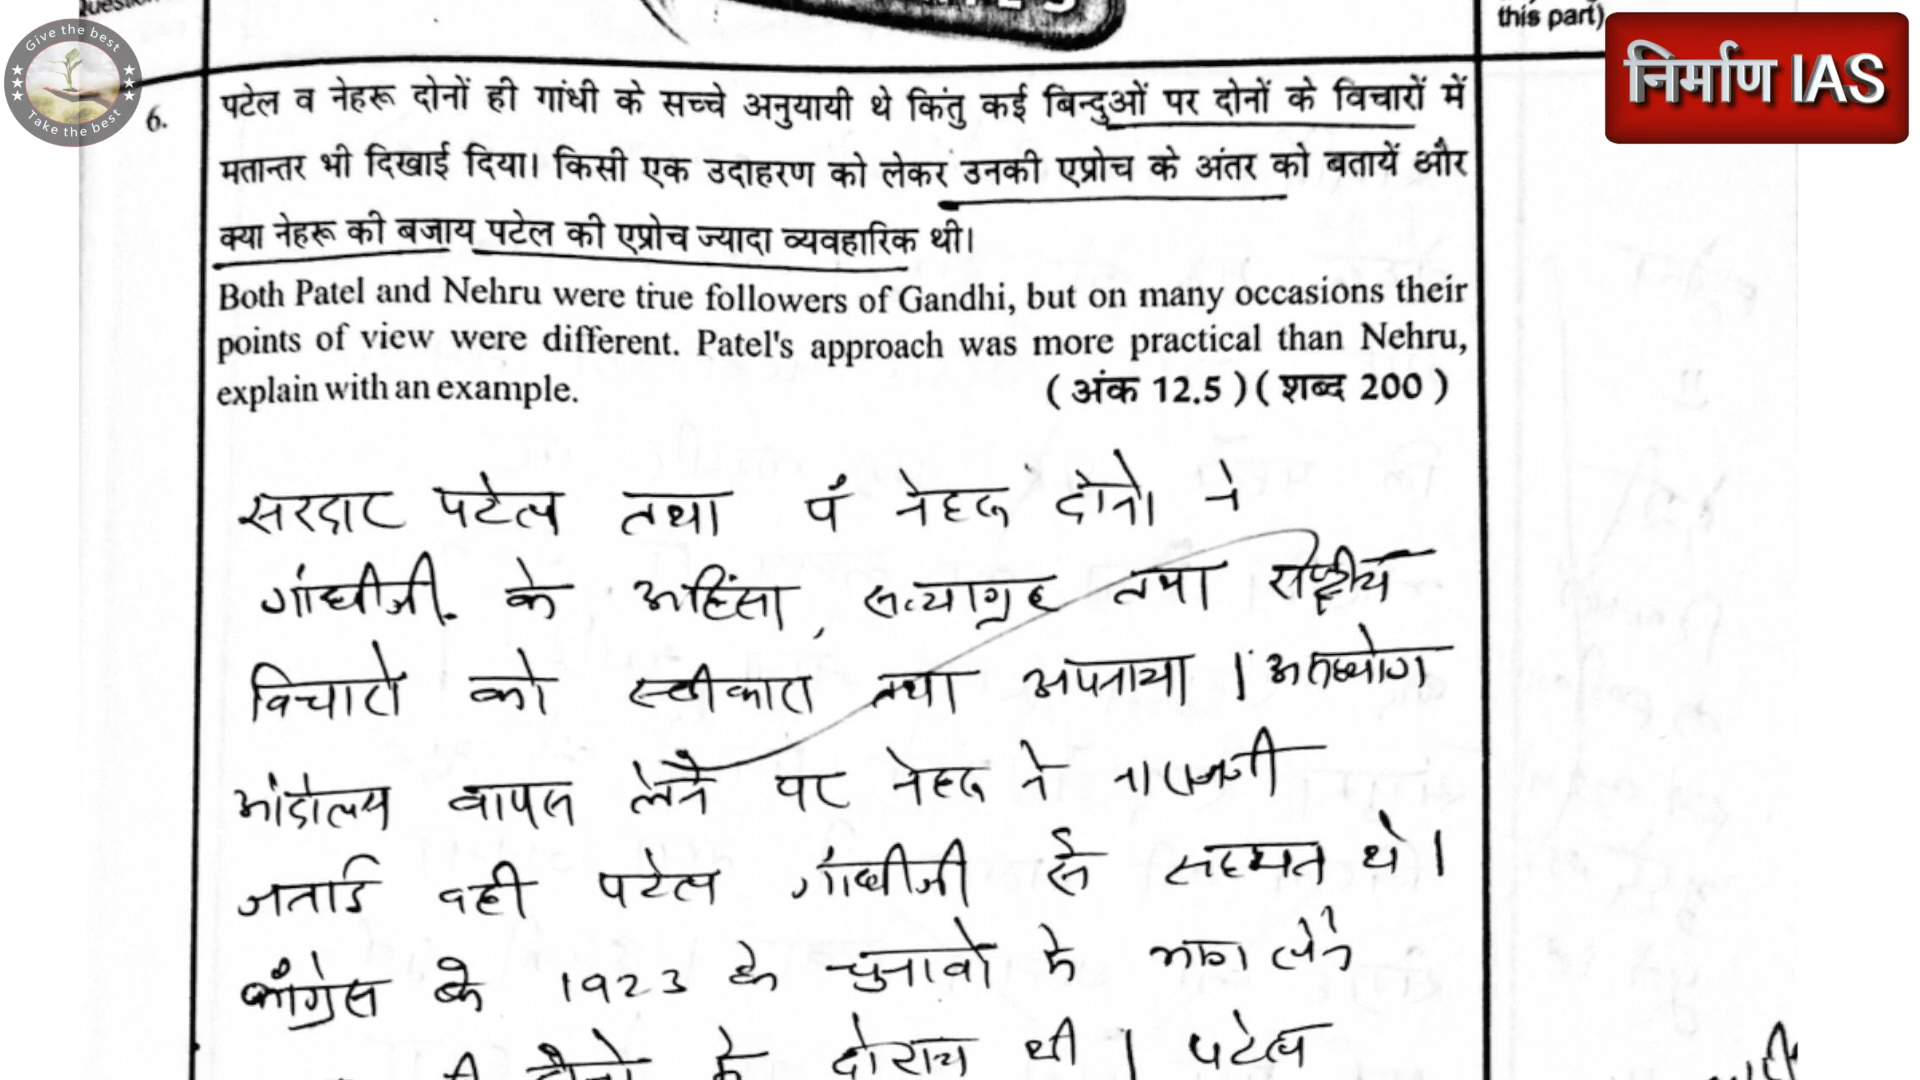 Give the best
Take the best
this part)
निर्माण IAS
6.
पटेल व नेहरू दोनों ही गांधी के सच्चे अनुयायी थे किंतु कई बिन्दुओं पर दोनों के विचारों में
मतान्तर भी दिखाई दिया। किसी एक उदाहरण को लेकर उनकी एप्रोच के अंतर को बतायें और
क्या नेहरू की बजाय पटेल की एप्रोच ज्यादा व्यवहारिक थी।
Both Patel and Nehru were true followers of Gandhi, but on many occasions their
points of view were different. Patel's approach was more practical than Nehru,
explain with an example. (अंक 12.5) (शब्द 200)
सरदार पटेल तथा पं नेहरू दोनो ने
गांधीजी के अहिंसा, सत्याग्रह तथा राष्ट्रीय
विचारो को स्वीकारा तथा अपनाया । असहयोग
आंदोलय वापस लेने पर नेहरू ने नाराजगी
जताई वही पटेल गांधीजी से सहमत थे।
काँग्रेस के 1923 के चुनावो मे भाग लेने
दोराय थी । पटेल